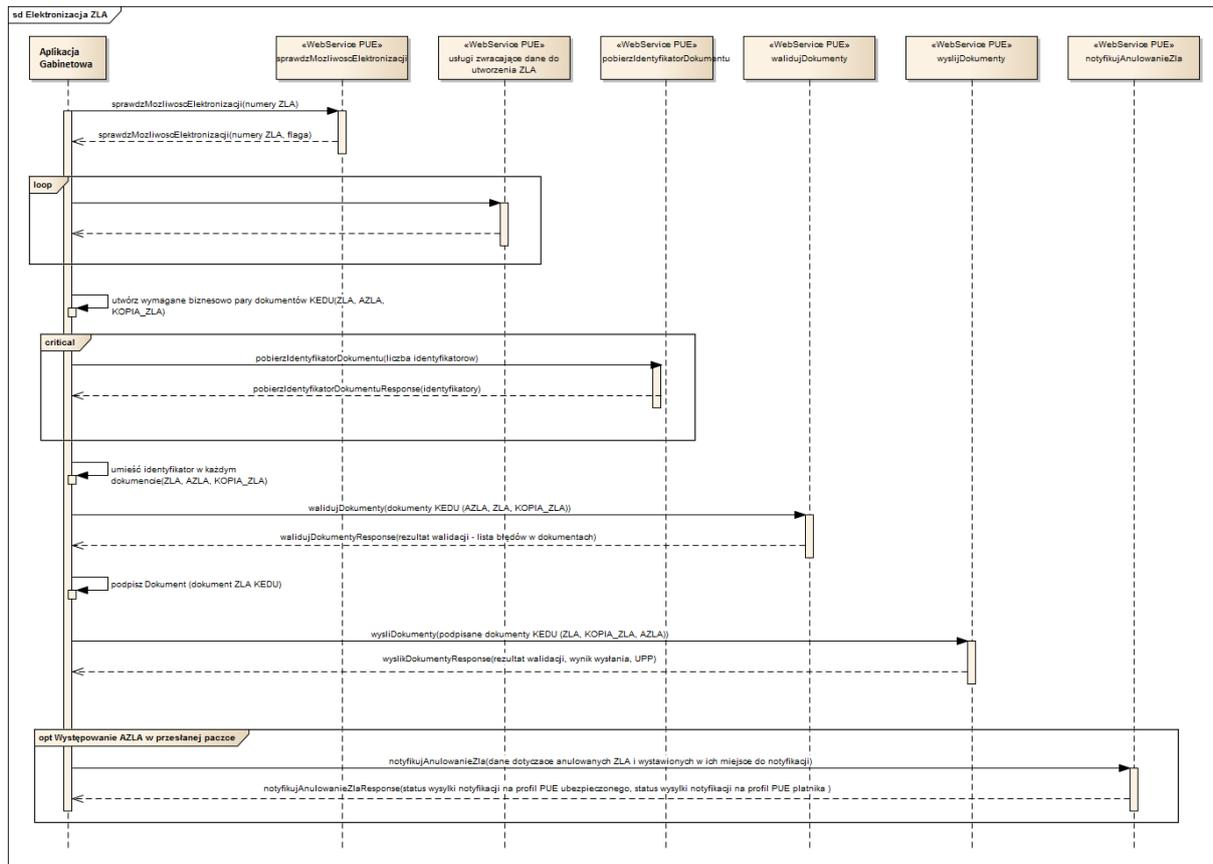 sd Elektronizacja ZLA
Aplikacja
Gabinetowa
«WebService PUE»
sprawdzMozliwoscElektronizacji
«WebService PUE»
usługi zwracające dane do
utworzenia ZLA
«WebService PUE»
pobierzIdentyfikatorDokumentu
«WebService PUE»
walidujDokumenty
«WebService PUE»
wyslijDokumenty
«WebService PUE»
notyfikujAnulowanieZla
sprawdzMozliwoscElektronizacji(numery ZLA)
sprawdzMozliwoscElektronizacji(numery ZLA, flaga)
loop
utwórz wymagane biznesowo pary dokumentów KEDU(ZLA, AZLA,
KOPIA_ZLA)
critical
pobierzIdentyfikatorDokumentu(liczba identyfikatorow)
pobierzIdentyfikatorDokumentuResponse(identyfikatory)
umieść identyfikator w każdym
dokumencie(ZLA, AZLA, KOPIA_ZLA)
walidujDokumenty(dokumenty KEDU (AZLA, ZLA, KOPIA_ZLA))
walidujDokumentyResponse(rezultat walidacji - lista błedów w dokumentach)
podpisz Dokument (dokument ZLA KEDU)
wysliDokumenty(podpisane dokumenty KEDU (ZLA, KOPIA_ZLA, AZLA))
wyslikDokumentyResponse(rezultat walidacji, wynik wysłania, UPP)
opt Występowanie AZLA w przesłanej paczce
notyfikujAnulowanieZla(dane dotyczace anulowanych ZLA i wystawionych w ich miejsce do notyfikacji)
notyfikujAnulowanieZlaResponse(status wysylki notyfikacji na profil PUE ubezpieczonego, status wysylki notyfikacji na profil PUE platnika )